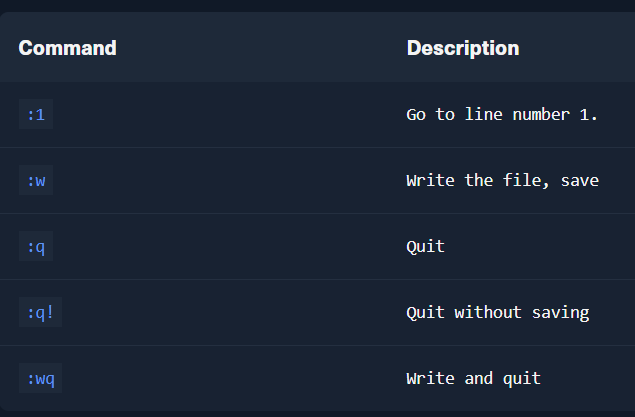 Command Description
:1 Go to line number 1.
:w Write the file, save
:q Quit
:q! Quit without saving
:wq Write and quit